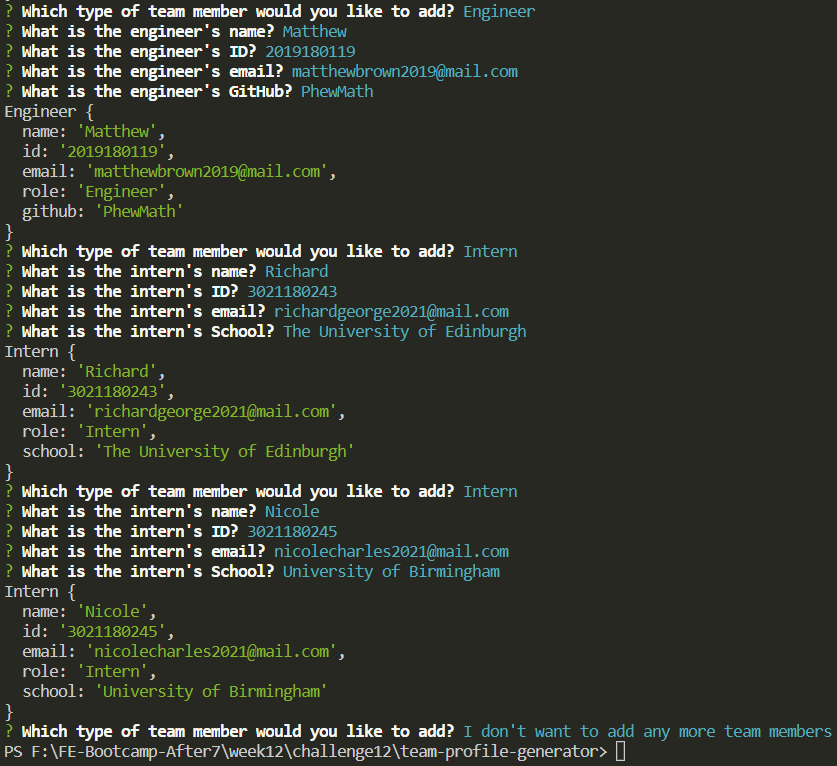 ? Which type of team member would you like to add? Engineer
? What is the engineer's name? Matthew
? What is the engineer's ID? 2019180119
? What is the engineer's email? matthewbrown2019@mail.com
? What is the engineer's GitHub? PhewMath
Engineer {
  name: 'Matthew',
  id: '2019180119',
  email: 'matthewbrown2019@mail.com',
  role: 'Engineer',
  github: 'PhewMath'
}
? Which type of team member would you like to add? Intern
? What is the intern's name? Richard
? What is the intern's ID? 3021180243
? What is the intern's email? richardgeorge2021@mail.com
? What is the intern's School? The University of Edinburgh
Intern {
  name: 'Richard',
  id: '3021180243',
  email: 'richardgeorge2021@mail.com',
  role: 'Intern',
  school: 'The University of Edinburgh'
}
? Which type of team member would you like to add? Intern
? What is the intern's name? Nicole
? What is the intern's ID? 3021180245
? What is the intern's email? nicolecharles2021@mail.com
? What is the intern's School? University of Birmingham
Intern {
  name: 'Nicole',
  id: '3021180245',
  email: 'nicolecharles2021@mail.com',
  role: 'Intern',
  school: 'University of Birmingham'
}
? Which type of team member would you like to add? I don't want to add any more team members
PS F:\FE-Bootcamp-After7\week12\challenge12\team-profile-generator>